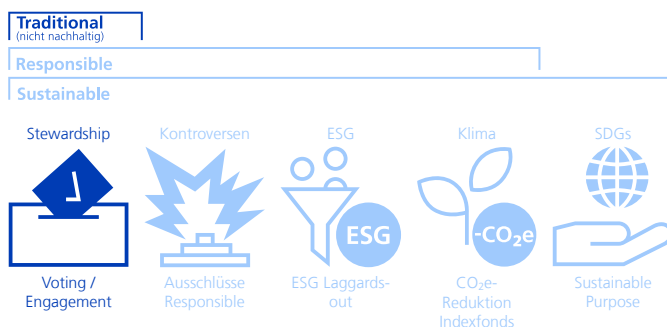 Traditional
(nicht nachhaltig)
Responsible
Sustainable
Stewardship
Kontroversen
ESG
Klima
SDGs
ESG
-CO₂e
Voting /
Engagement
Ausschlüsse
Responsible
ESG Laggards-
out
CO₂e-
Reduktion
Indexfonds
Sustainable
Purpose